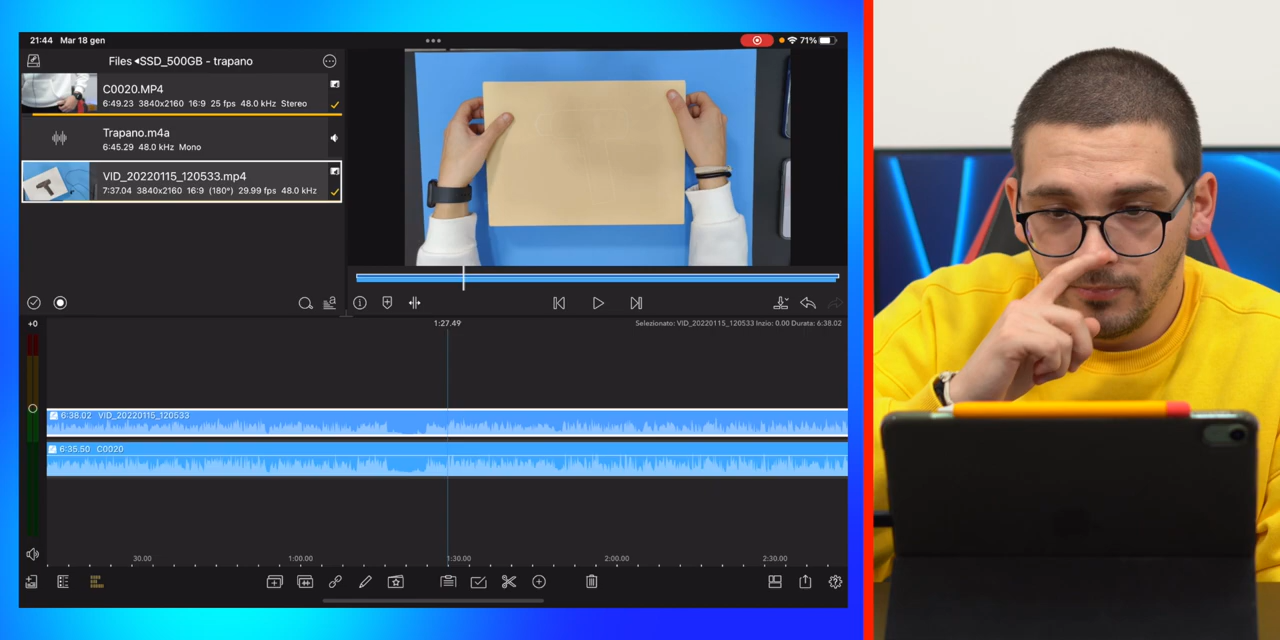 21:44 Mar 18 gen
71%
Files ◂SSD_500GB - trapano
C0020.MP4
6:49.23 3840x2160 16:9 25 fps 48.0 kHz Stereo
Trapano.m4a
6:45.29 48.0 kHz Mono
VID_20220115_120533.mp4
7:37.04 3840x2160 16:9 (180°) 29.99 fps 48.0 kHz
+0
1:27.49
Selezionato: VID_20220115_120533 Inzio: 0.00 Durata: 6:38.02
6:38.02 VID_20220115_120533
6:35.50 C0020
30.00 1:00.00 1:30.00 2:00.00 2:30.00